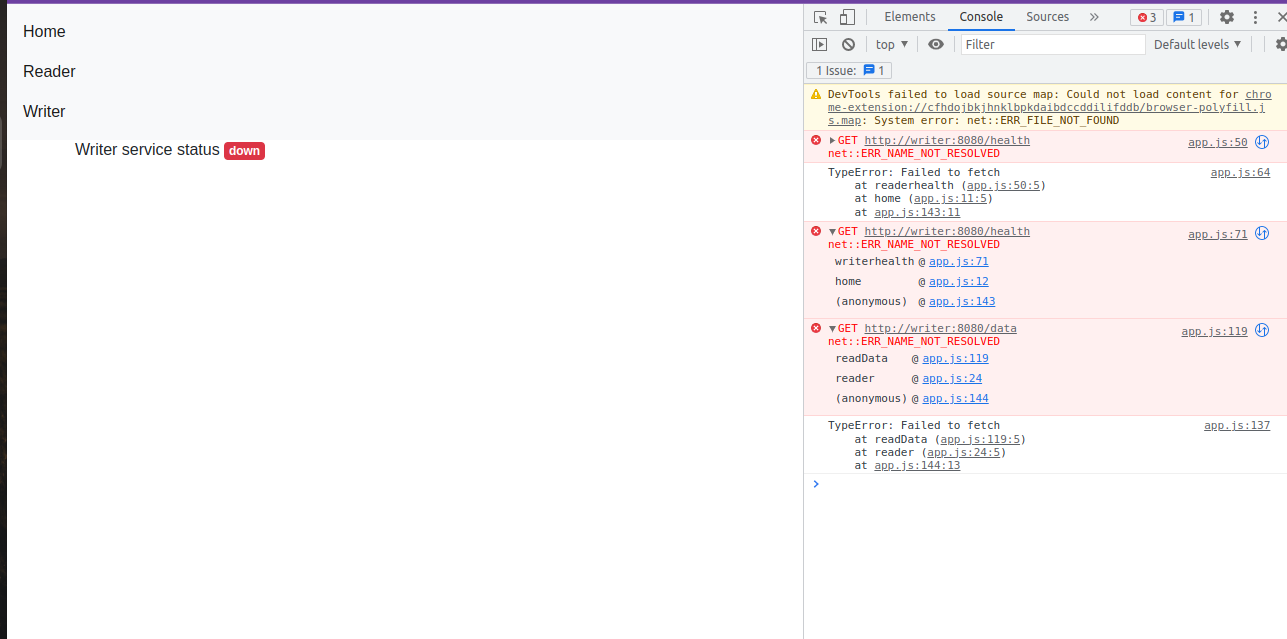 Home
Reader
Writer
Writer service status down
Elements Console Sources 3 1
top Filter Default levels
1 Issue: 1
DevTools failed to load source map: Could not load content for chro
me-extension://cfhdojbkjhnklbpkdaibdccddilifddb/browser-polyfill.j
s.map: System error: net::ERR_FILE_NOT_FOUND
GET http://writer:8080/health app.js:50
net::ERR_NAME_NOT_RESOLVED
TypeError: Failed to fetch app.js:64
at readerhealth (app.js:50:5)
at home (app.js:11:5)
at app.js:143:11
GET http://writer:8080/health app.js:71
net::ERR_NAME_NOT_RESOLVED
writerhealth @ app.js:71
home @ app.js:12
(anonymous) @ app.js:143
GET http://writer:8080/data app.js:119
net::ERR_NAME_NOT_RESOLVED
readData @ app.js:119
reader @ app.js:24
(anonymous) @ app.js:144
TypeError: Failed to fetch app.js:137
at readData (app.js:119:5)
at reader (app.js:24:5)
at app.js:144:13